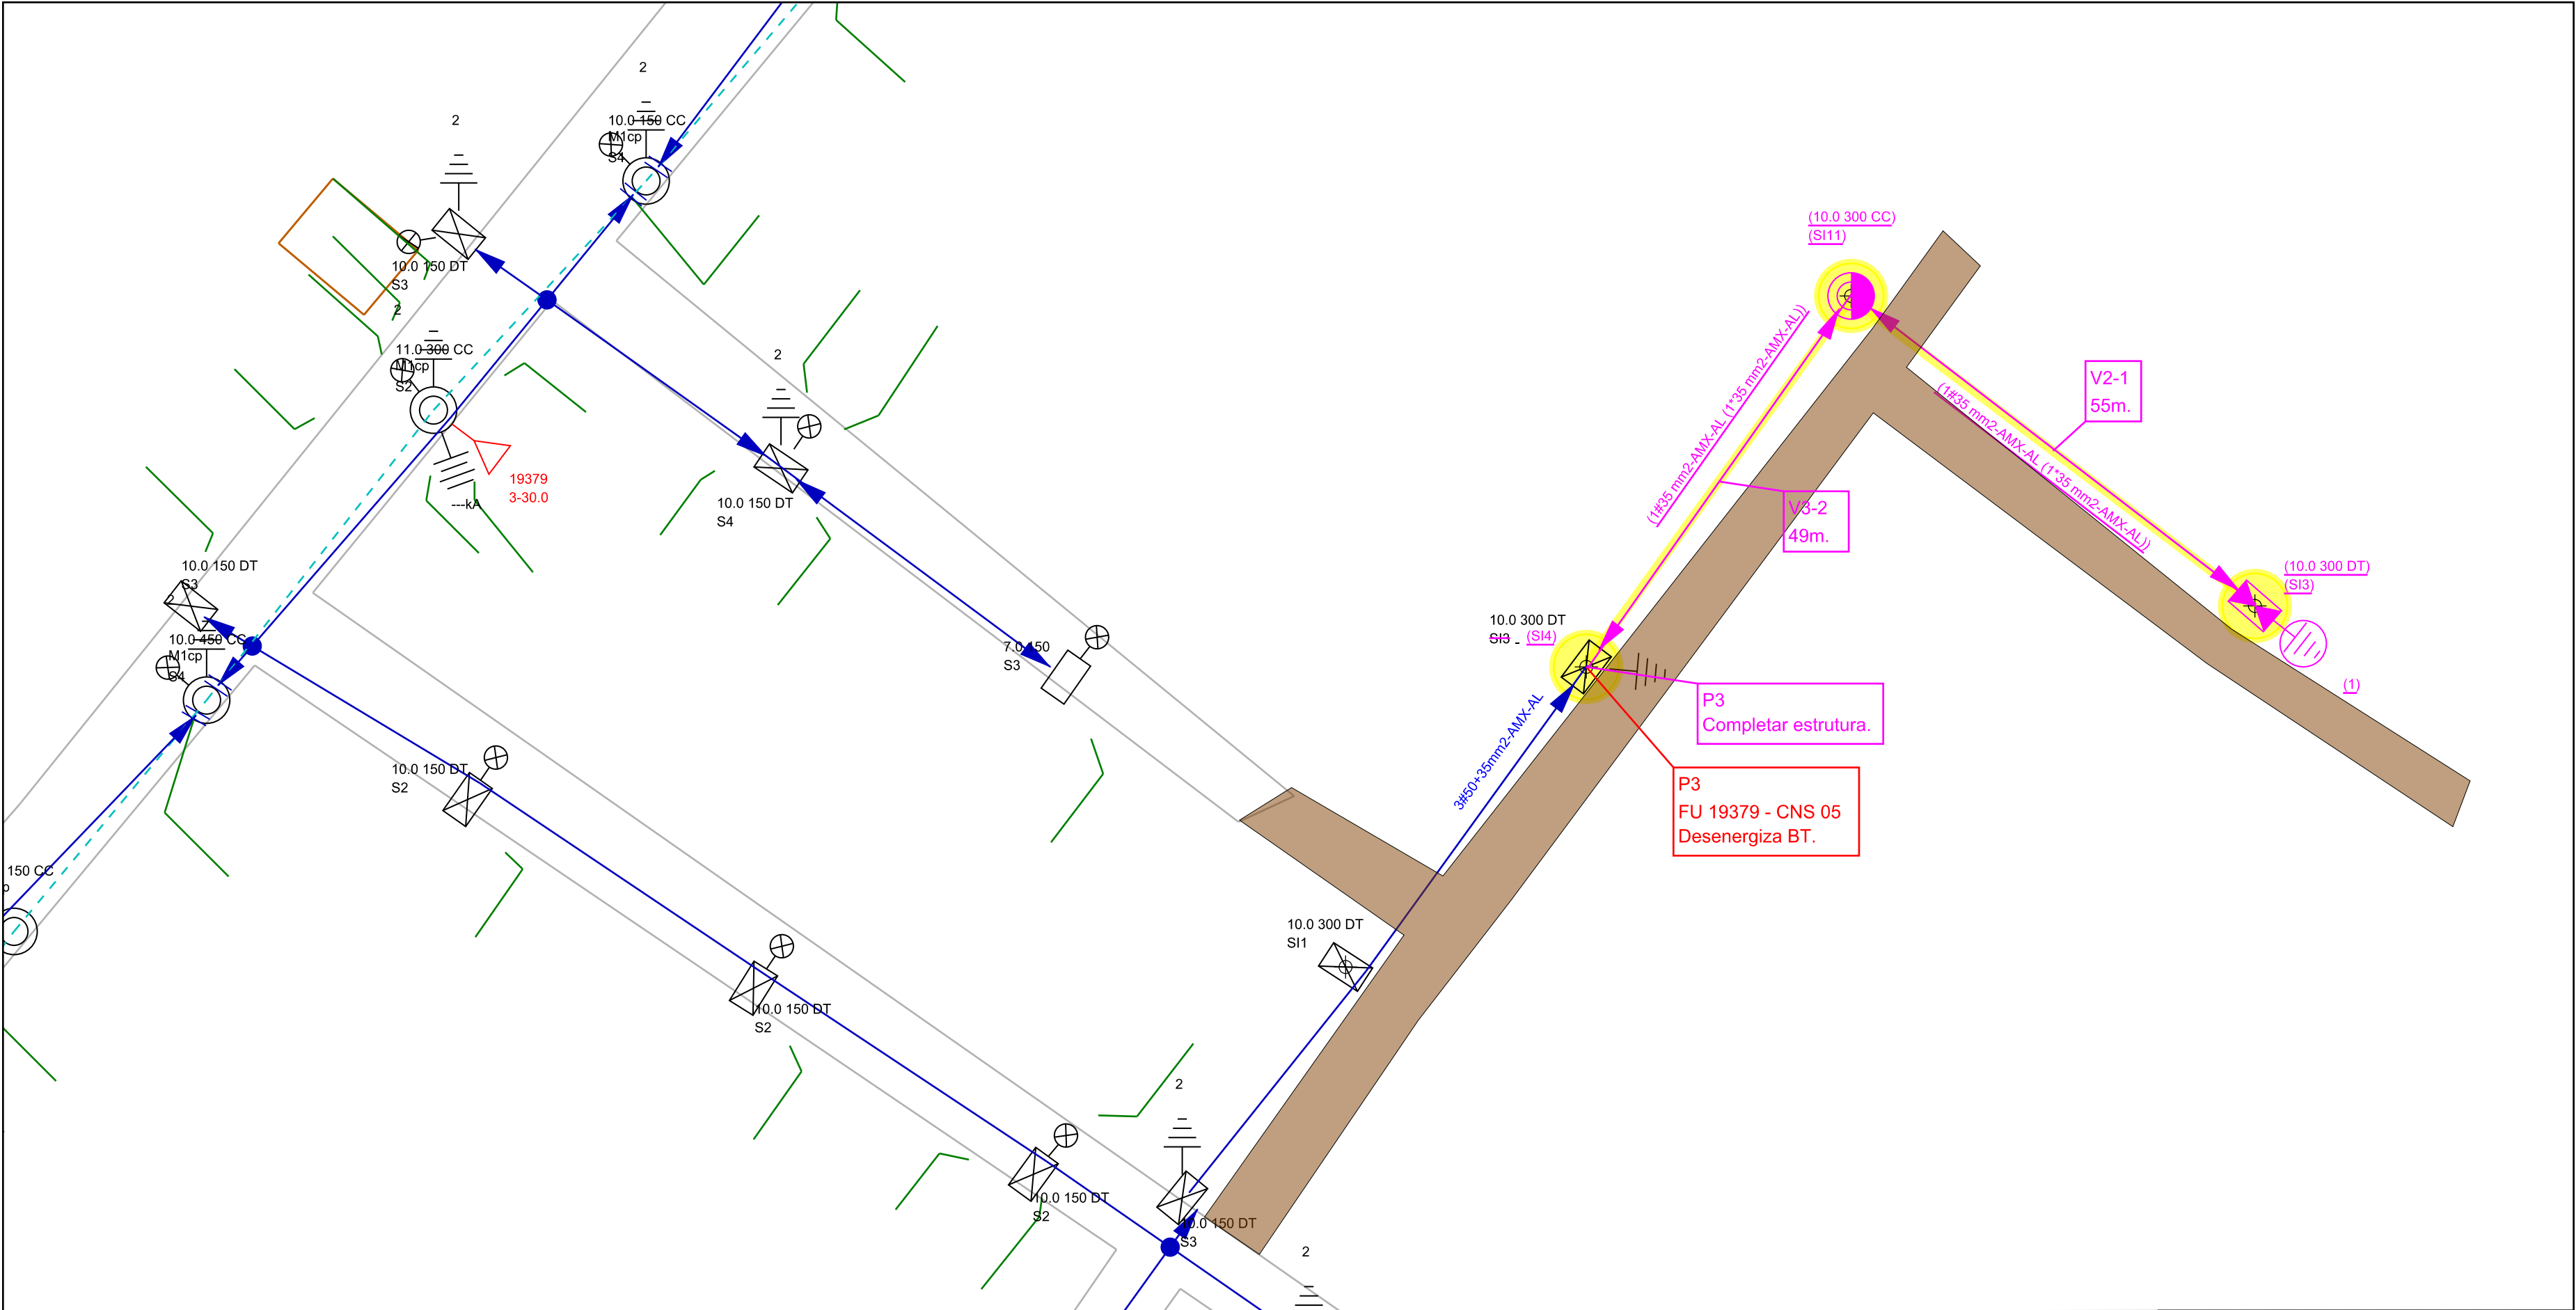 2
10.0 150 CC
M1cp
S4
2
10.0 150 DT
S3
2
11.0 300 CC
M1cp
S2
19379
3-30.0
---kA
2
10.0 150 DT
S4
10.0 150 DT
S3
10.0 450 CC
M1cp
S4
150 CC
10.0 150 DT
S2
7.0 150
S3
10.0 150 DT
S2
10.0 150 DT
S2
2
10.0 150 DT
S3
2
10.0 300 DT
SI1
3#50+35mm2-AMX-AL
10.0 300 DT
SI3 - (SI4)
(10.0 300 CC)
(SI11)
(1#35 mm2-AMX-AL (1*35 mm2-AMX-AL))
V3-2
49m.
V2-1
55m.
(1#35 mm2-AMX-AL (1*35 mm2-AMX-AL))
(10.0 300 DT)
(SI3)
(1)
P3
Completar estrutura.
P3
FU 19379 - CNS 05
Desenergiza BT.